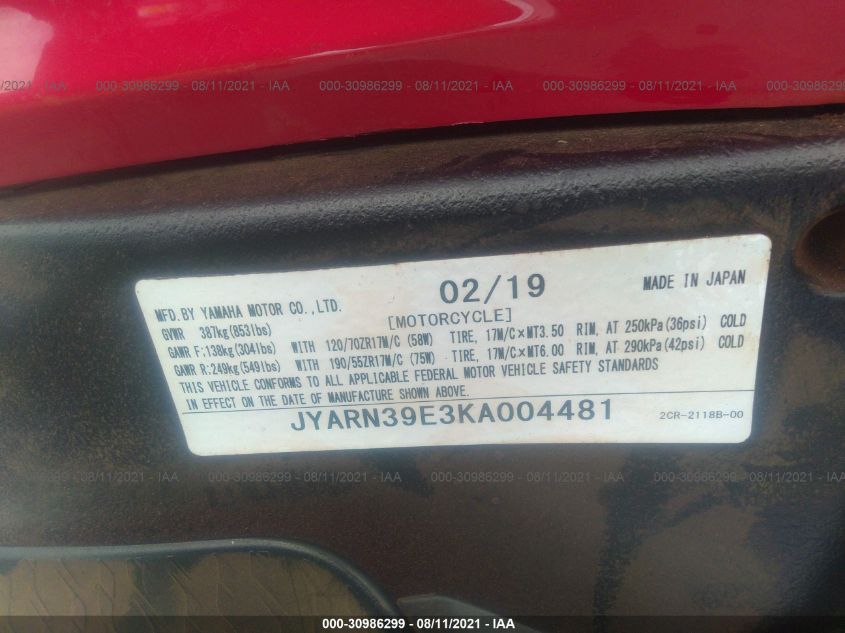 8/11/2021 - IAA 000-30986299 - 08/11/2021 - IAA 000-30986299 - 08/11/2021 - IAA 000-30986299 - 08/11/2021
MFD.BY YAMAHA MOTOR CO.,LTD. 02/19 MADE IN JAPAN
[MOTORCYCLE]
GVWR 387kg(853lbs)
GAWR F:138kg(304lbs) WITH 120/70ZR17M/C (58W) TIRE, 17M/C×MT3.50 RIM, AT 250kPa(36psi) COLD
GAWR R:249kg(549lbs) WITH 190/55ZR17M/C (75W) TIRE, 17M/C×MT6.00 RIM, AT 290kPa(42psi) COLD
THIS VEHICLE CONFORMS TO ALL APPLICABLE FEDERAL MOTOR VEHICLE SAFETY STANDARDS
IN EFFECT ON THE DATE OF MANUFACTURE SHOWN ABOVE.
JYARN39E3KA004481 2CR-2118B-00
/2021 - IAA 000-30986299 - 08/11/2021 - IAA 000-30986299 - 08/11/2021 - IAA 000-30986299 - 08/11/
000-30986299 - 08/11/2021 - IAA